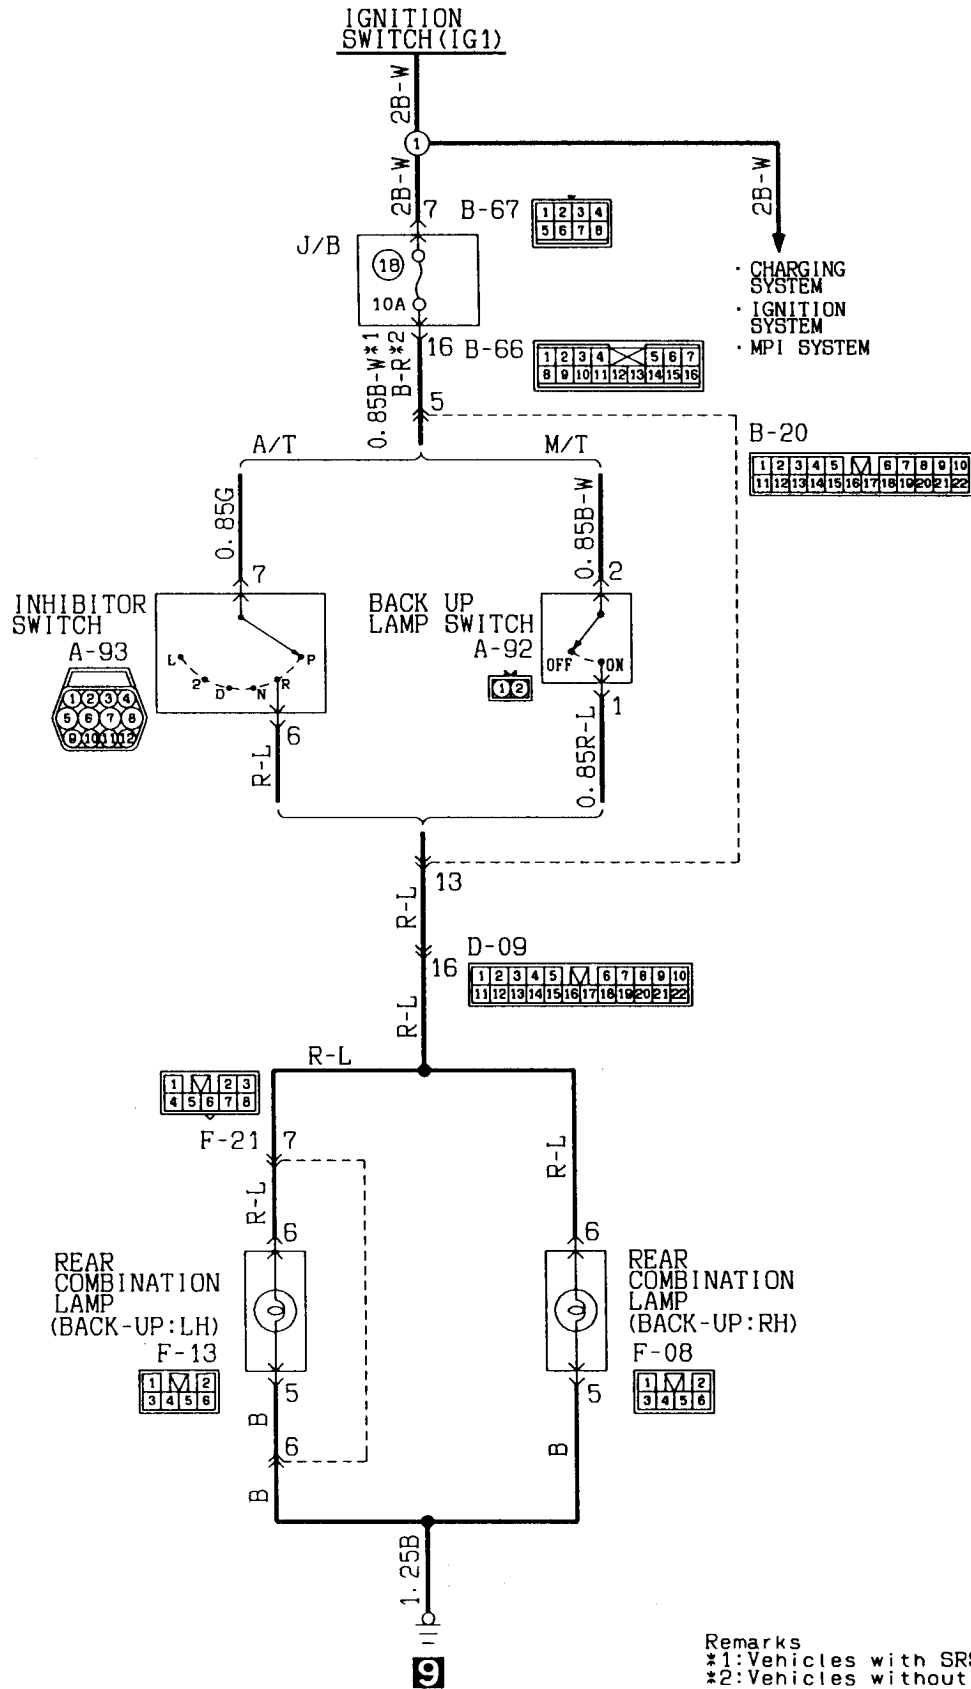 IGNITION
SWITCH(IG1)
2B-W
1
2B-W
2B-W
7
B-67
1 2 3 4
5 6 7 8
J/B
18
10A
· CHARGING
SYSTEM
· IGNITION
SYSTEM
· MPI SYSTEM
0.85B-W*1
B-R*2
16
B-66
1 2 3 4 5 6 7
8 9 10 11 12 13 14 15 16
5
A/T
M/T
B-20
1 2 3 4 5 6 7 8 9 10
11 12 13 14 15 16 17 18 19 20 21 22
0.85G
0.85B-W
7
2
INHIBITOR
SWITCH
A-93
1 2 3 4
5 6 7 8
9 10 11 12
L
2
D
N
R
P
BACK UP
LAMP SWITCH
A-92
1 2
OFF
ON
6
1
R-L
0.85R-L
13
R-L
D-09
16
1 2 3 4 5 6 7 8 9 10
11 12 13 14 15 16 17 18 19 20 21 22
R-L
R-L
1 2 3
4 5 6 7 8
F-21
7
R-L
R-L
6
6
REAR
COMBINATION
LAMP
(BACK-UP:LH)
F-13
1 2
3 4 5 6
REAR
COMBINATION
LAMP
(BACK-UP:RH)
F-08
1 2
3 4 5 6
5
5
B
6
B
B
1.25B
9
Remarks
*1:Vehicles with SRS
*2:Vehicles without